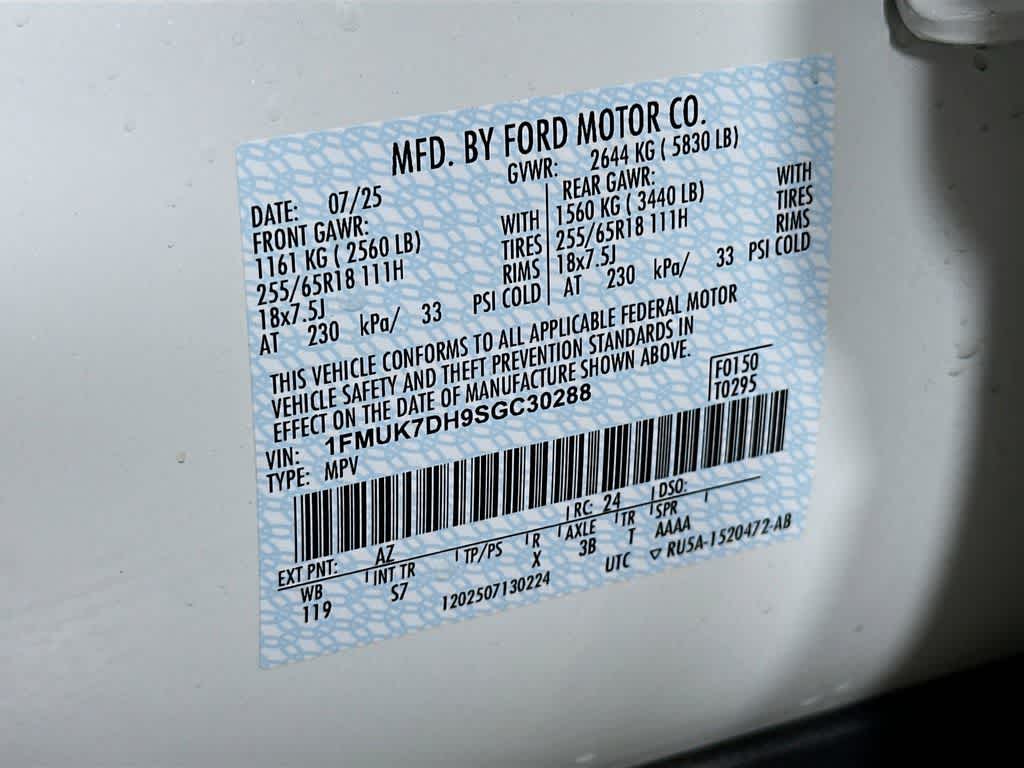 MFD. BY FORD MOTOR CO.
DATE: 07/25 GVWR: 2644 KG ( 5830 LB)
FRONT GAWR: REAR GAWR:
1161 KG ( 2560 LB) WITH 1560 KG ( 3440 LB) WITH
255/65R18 111H TIRES 255/65R18 111H TIRES
18x7.5J RIMS 18x7.5J RIMS
AT 230 kPa/ 33 PSI COLD AT 230 kPa/ 33 PSI COLD
THIS VEHICLE CONFORMS TO ALL APPLICABLE FEDERAL MOTOR
VEHICLE SAFETY AND THEFT PREVENTION STANDARDS IN
EFFECT ON THE DATE OF MANUFACTURE SHOWN ABOVE.
VIN: 1FMUK7DH9SGC30288 F0150
TYPE: MPV T0295
EXT PNT: AZ RC: 24 DSO:
WB INT TR TP/PS R AXLE TR SPR
119 S7 X 3B T AAAA
1202507130224 UTC ▽ RU5A-1520472-AB